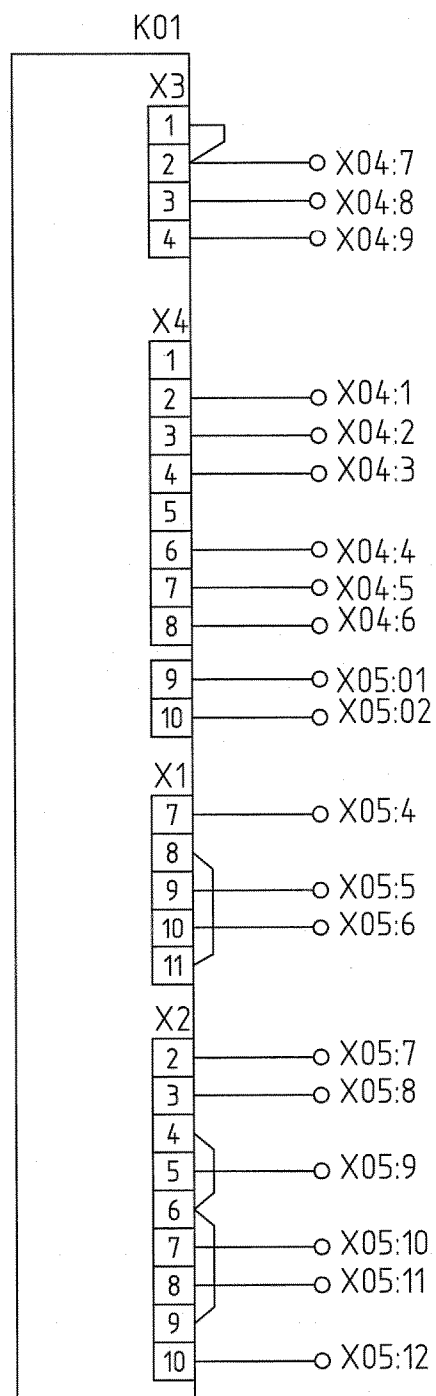 K01
X3
1
2 X04:7
3 X04:8
4 X04:9
X4
1
2 X04:1
3 X04:2
4 X04:3
5
6 X04:4
7 X04:5
8 X04:6
9 X05:01
10 X05:02
X1
7 X05:4
8
9 X05:5
10 X05:6
11
X2
2 X05:7
3 X05:8
4
5 X05:9
6
7 X05:10
8 X05:11
9
10 X05:12